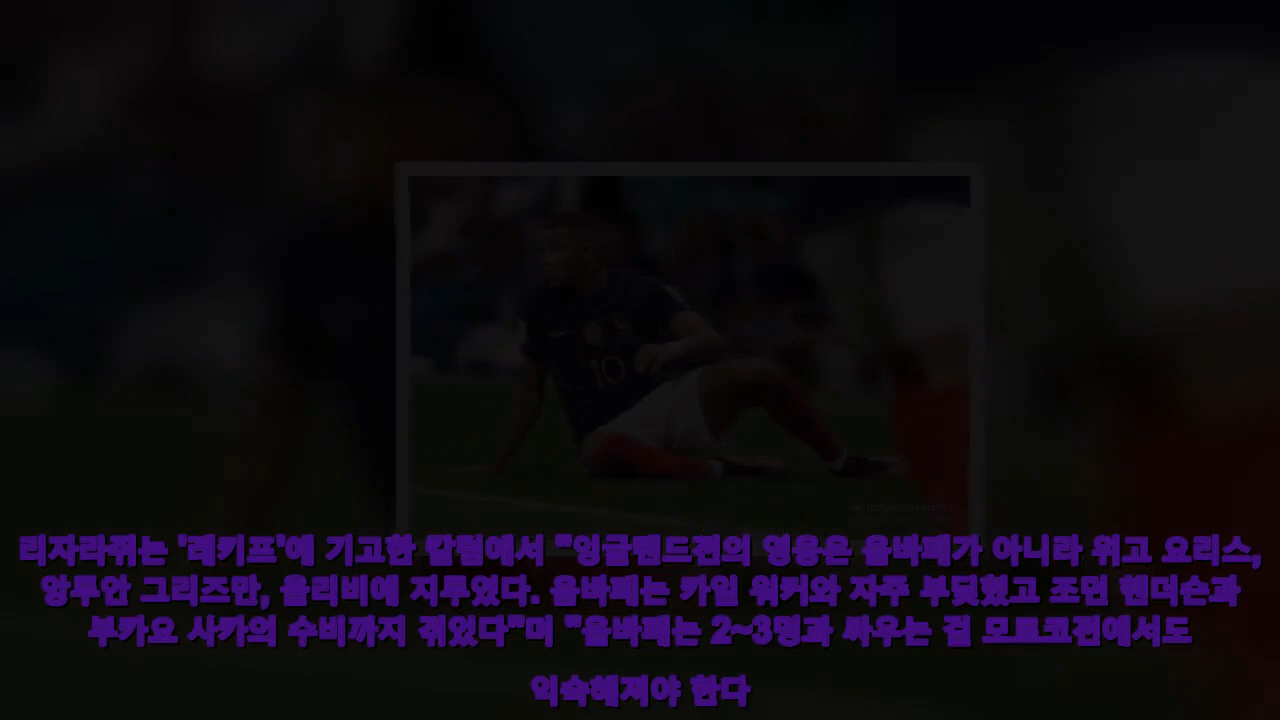 리자라쥐는 '레키프'에 기고한 칼럼에서 "잉글랜드전의 영웅은 음바페가 아니라 위고 요리스,
앙투안 그리즈만, 올리비에 지루였다. 음바페는 카일 워커와 자주 부딪혔고 조던 헨더슨과
부카요 사카의 수비까지 겪었다"며 "음바페는 2~3명과 싸우는 걸 모로코전에서도
익숙해져야 한다
10